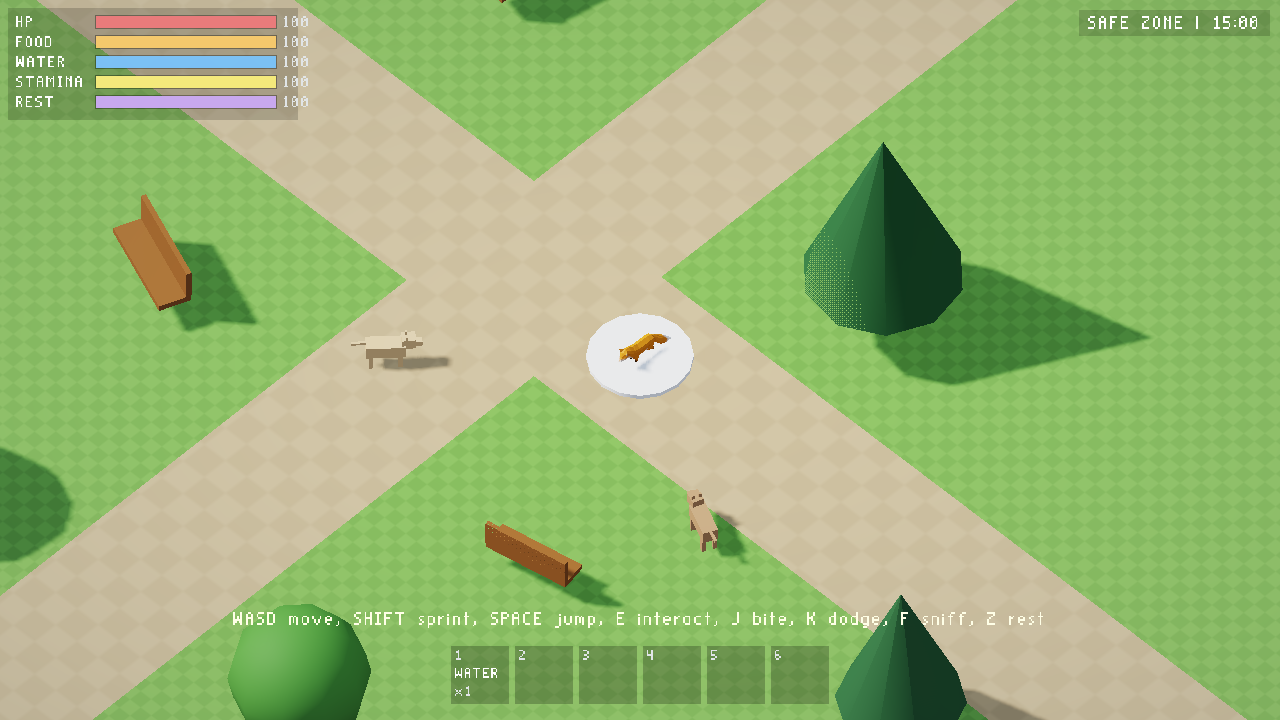 HP 100
FOOD 100
WATER 100
STAMINA 100
REST 100
SAFE ZONE | 15:00
WASD move, SHIFT sprint, SPACE jump, E interact, J bite, K dodge, F sniff, Z rest
1 2 3 4 5 6
WATER
x1